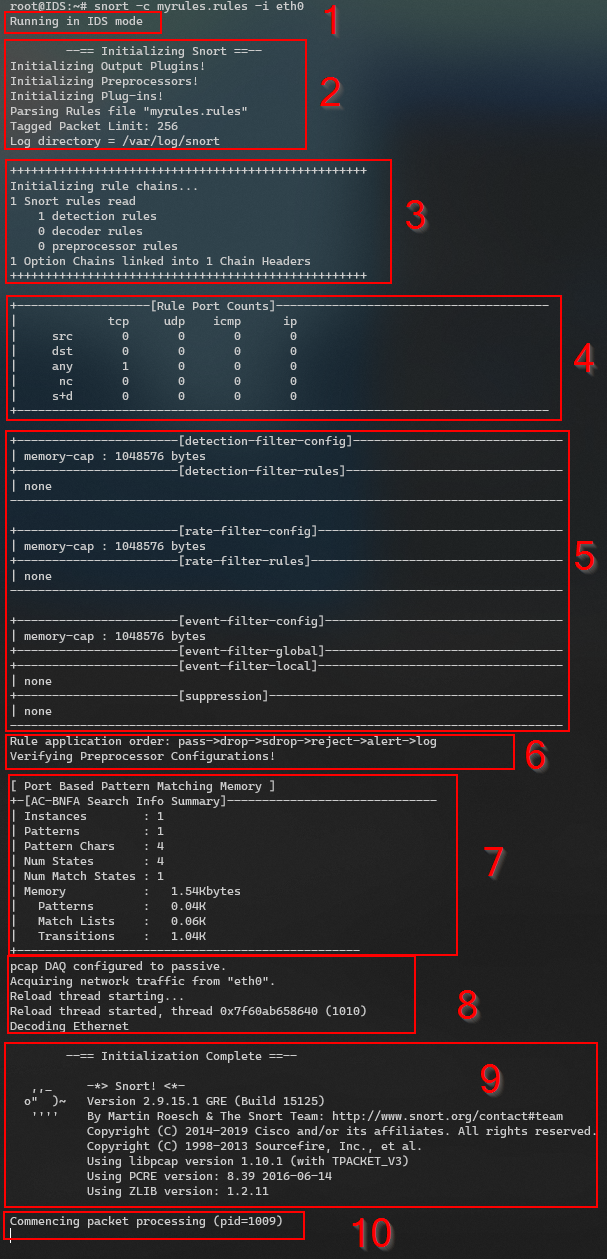 root@IDS:~# snort -c myrules.rules -i eth0
1
Running in IDS mode
--== Initializing Snort ==--
Initializing Output Plugins!
Initializing Preprocessors!
Initializing Plug-ins!
2
Parsing Rules file "myrules.rules"
Tagged Packet Limit: 256
Log directory = /var/log/snort
+++++++++++++++++++++++++++++++++++++++++++++++++++
Initializing rule chains...
1 Snort rules read
1 detection rules
3
0 decoder rules
0 preprocessor rules
1 Option Chains linked into 1 Chain Headers
+++++++++++++++++++++++++++++++++++++++++++++++++++
+-------------------[Rule Port Counts]---------------------------------------
| tcp udp icmp ip
| src 0 0 0 0
| dst 0 0 0 0
4
| any 1 0 0 0
| nc 0 0 0 0
| s+d 0 0 0 0
+----------------------------------------------------------------------------
+-----------------------[detection-filter-config]------------------------------
| memory-cap : 1048576 bytes
+-----------------------[detection-filter-rules]-------------------------------
| none
-------------------------------------------------------------------------------
+-----------------------[rate-filter-config]-----------------------------------
| memory-cap : 1048576 bytes
5
+-----------------------[rate-filter-rules]------------------------------------
| none
-------------------------------------------------------------------------------
+-----------------------[event-filter-config]----------------------------------
| memory-cap : 1048576 bytes
+-----------------------[event-filter-global]----------------------------------
+-----------------------[event-filter-local]-----------------------------------
| none
+-----------------------[suppression]------------------------------------------
| none
-------------------------------------------------------------------------------
Rule application order: pass->drop->sdrop->reject->alert->log
6
Verifying Preprocessor Configurations!
[ Port Based Pattern Matching Memory ]
+-[AC-BNFA Search Info Summary]------------------------------
| Instances : 1
| Patterns : 1
| Pattern Chars : 4
| Num States : 4
7
| Num Match States : 1
| Memory : 1.54Kbytes
| Patterns : 0.04K
| Match Lists : 0.06K
| Transitions : 1.04K
+-------------------------------------------------
pcap DAQ configured to passive.
Acquiring network traffic from "eth0".
Reload thread starting...
8
Reload thread started, thread 0x7f60ab658640 (1010)
Decoding Ethernet
--== Initialization Complete ==--
9
,,_ -*> Snort! <*-
o" )~ Version 2.9.15.1 GRE (Build 15125)
'''' By Martin Roesch & The Snort Team: http://www.snort.org/contact#team
Copyright (C) 2014-2019 Cisco and/or its affiliates. All rights reserved.
Copyright (C) 1998-2013 Sourcefire, Inc., et al.
Using libpcap version 1.10.1 (with TPACKET_V3)
Using PCRE version: 8.39 2016-06-14
Using ZLIB version: 1.2.11
Commencing packet processing (pid=1009)
10